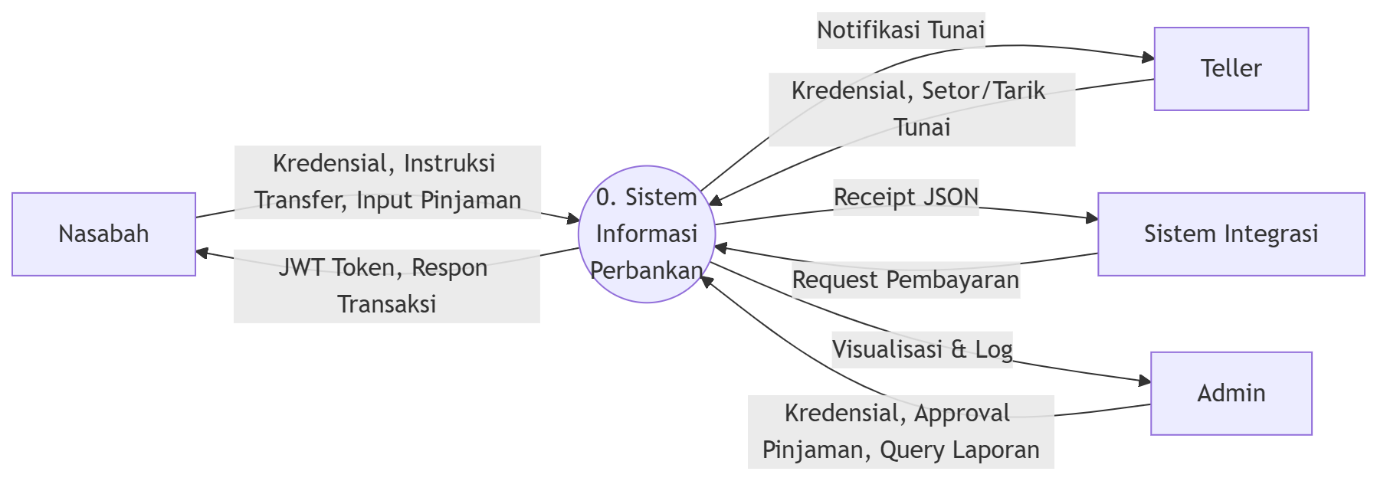 Notifikasi Tunai
Teller
Kredensial, Setor/Tarik
Tunai
Kredensial, Instruksi
Transfer, Input Pinjaman
Nasabah
JWT Token, Respon
Transaksi
0. Sistem
Informasi
Perbankan
Receipt JSON
Sistem Integrasi
Request Pembayaran
Visualisasi & Log
Admin
Kredensial, Approval
Pinjaman, Query Laporan